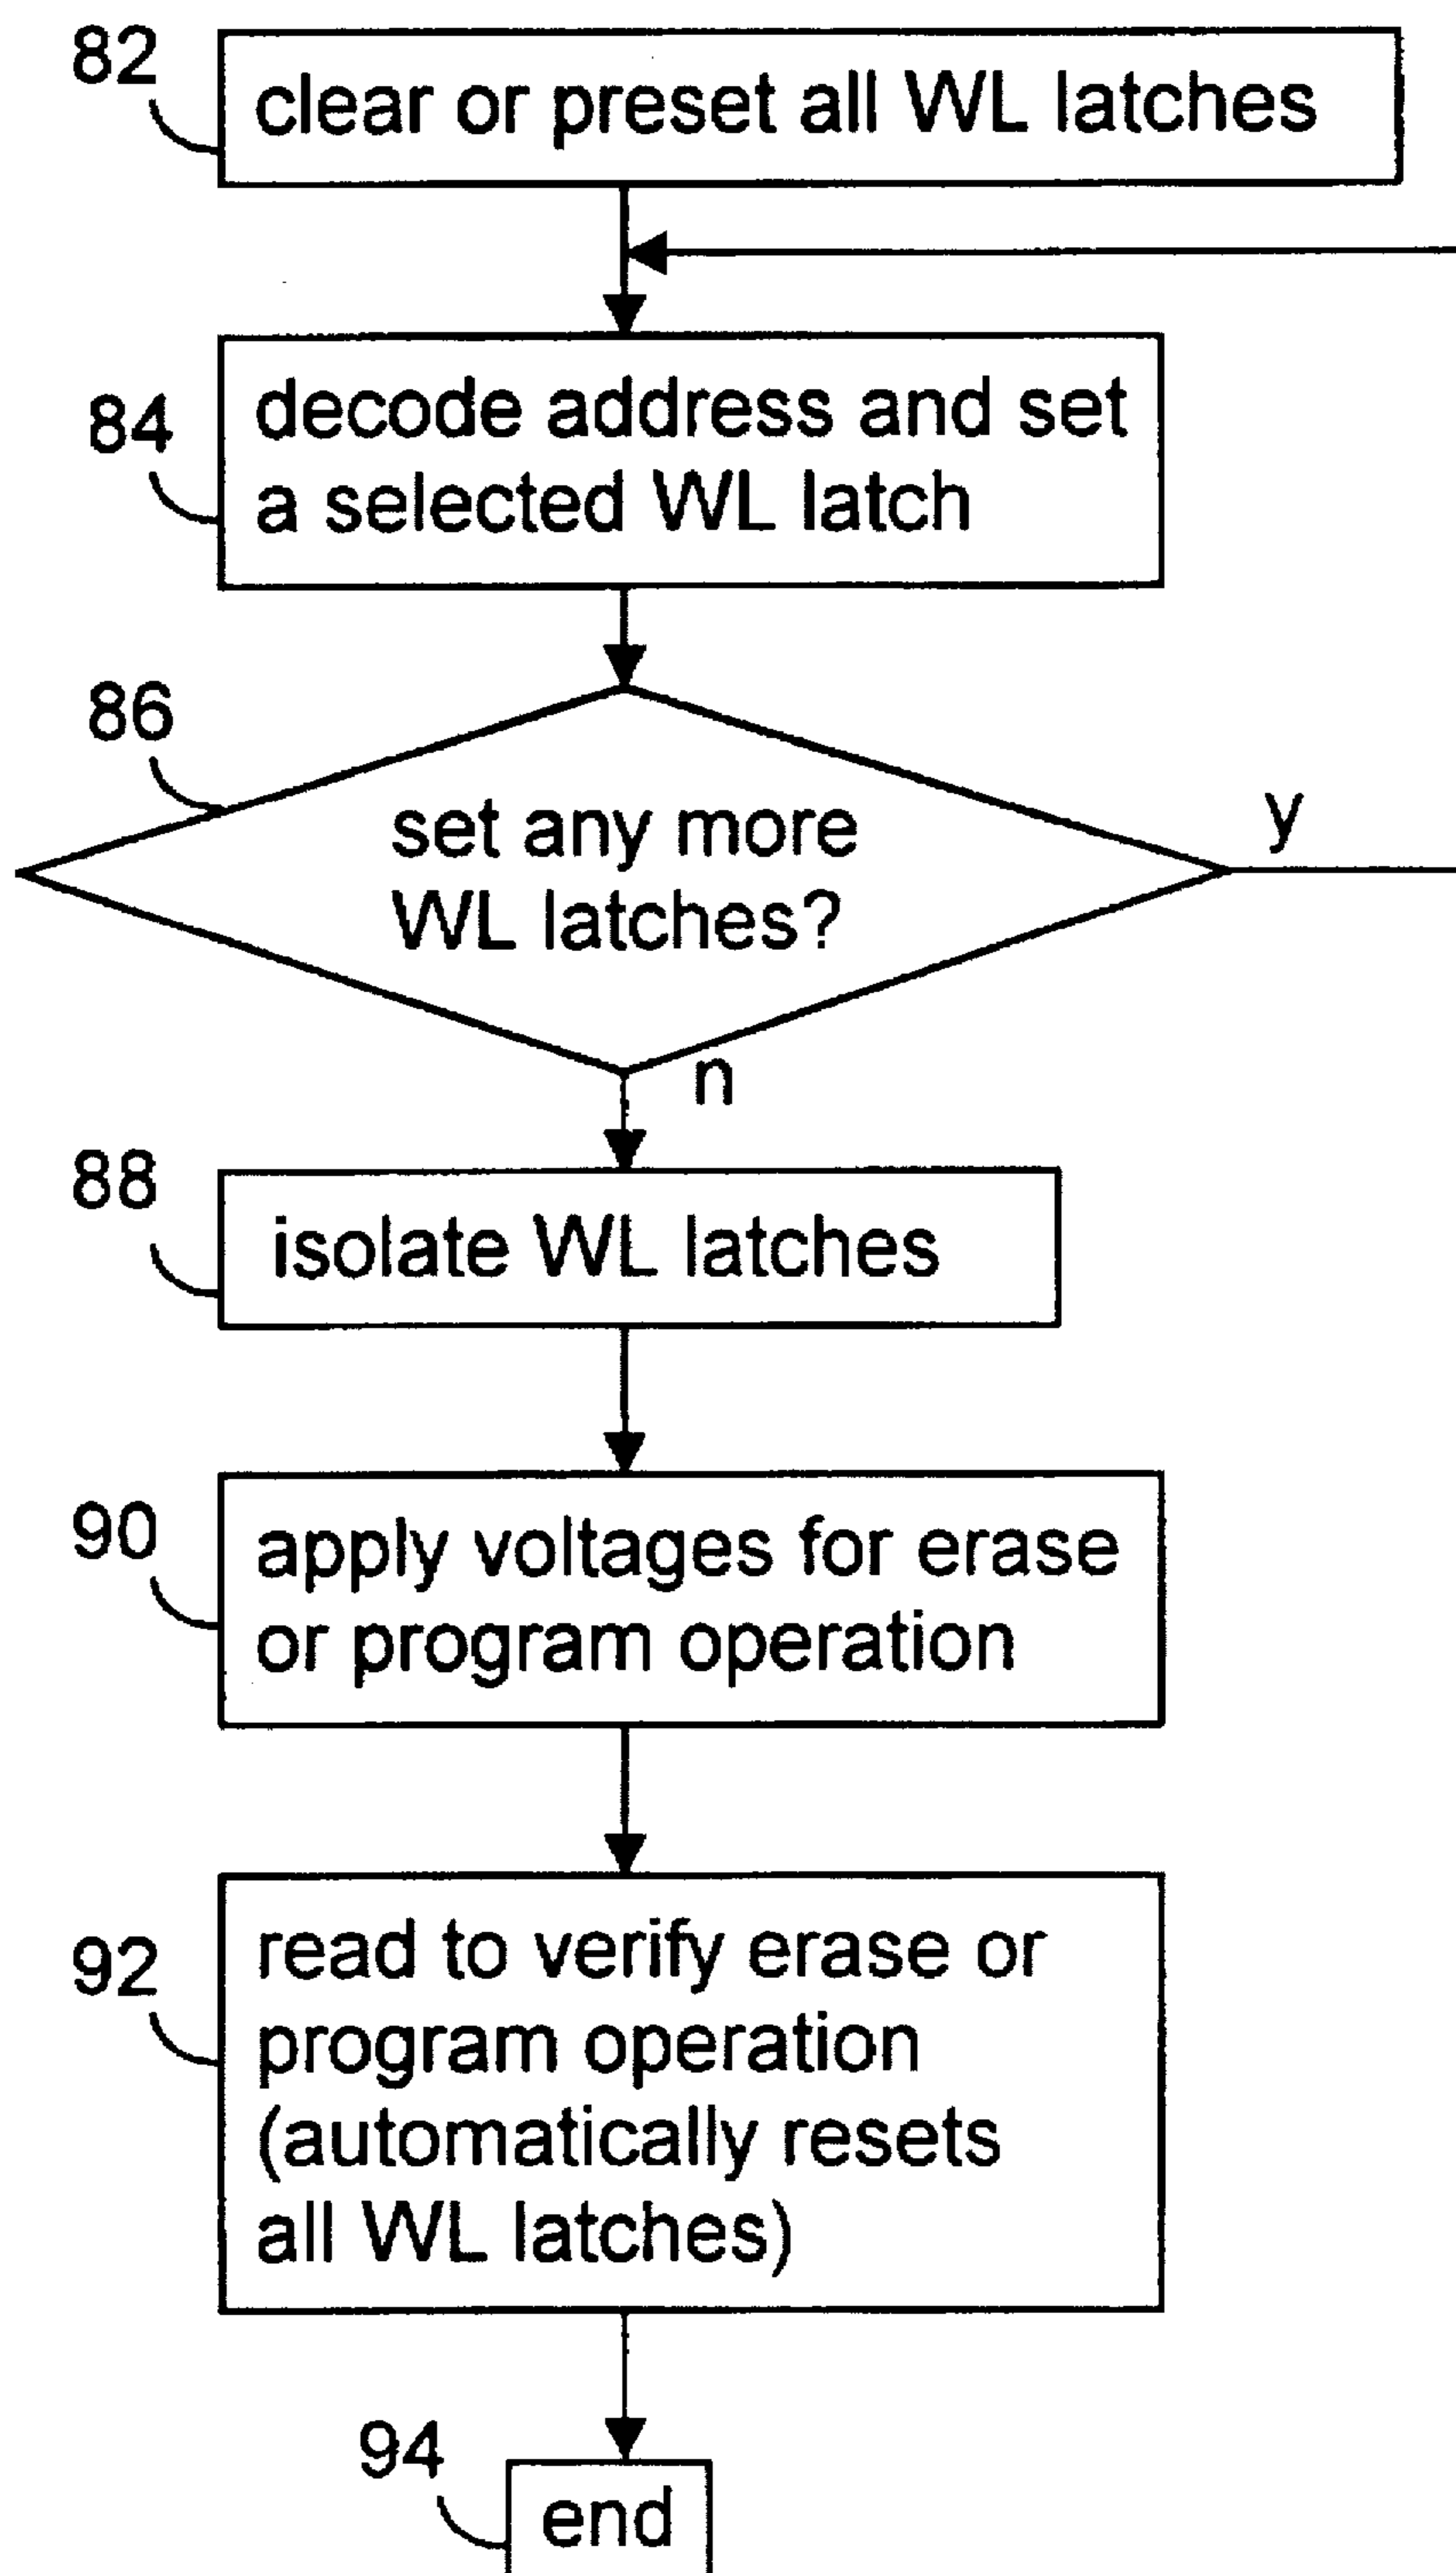 82
clear or preset all WL latches
84
decode address and set
a selected WL latch
86
set any more
WL latches?
y
n
88
isolate WL latches
90
apply voltages for erase
or program operation
92
read to verify erase or
program operation
(automatically resets
all WL latches)
94
end